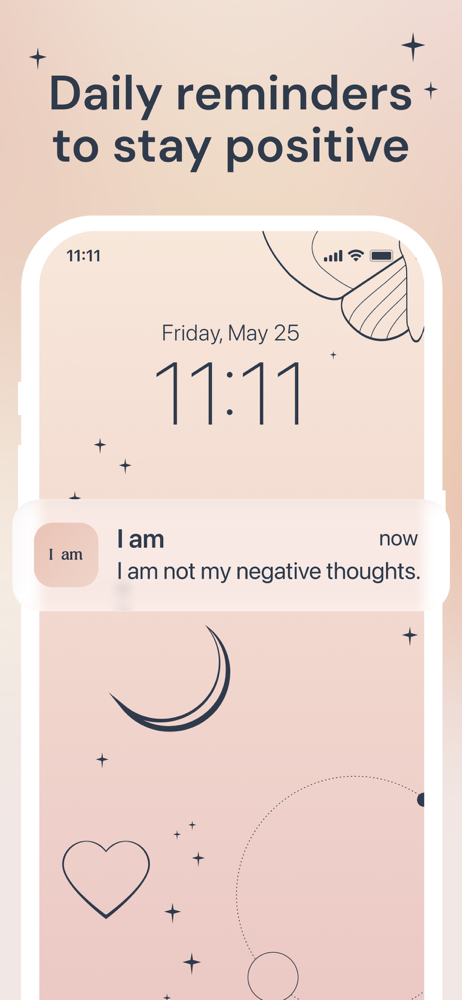 Daily reminders
to stay positive
11:11
Friday, May 25
11:11
I am
I am
now
I am not my negative thoughts.